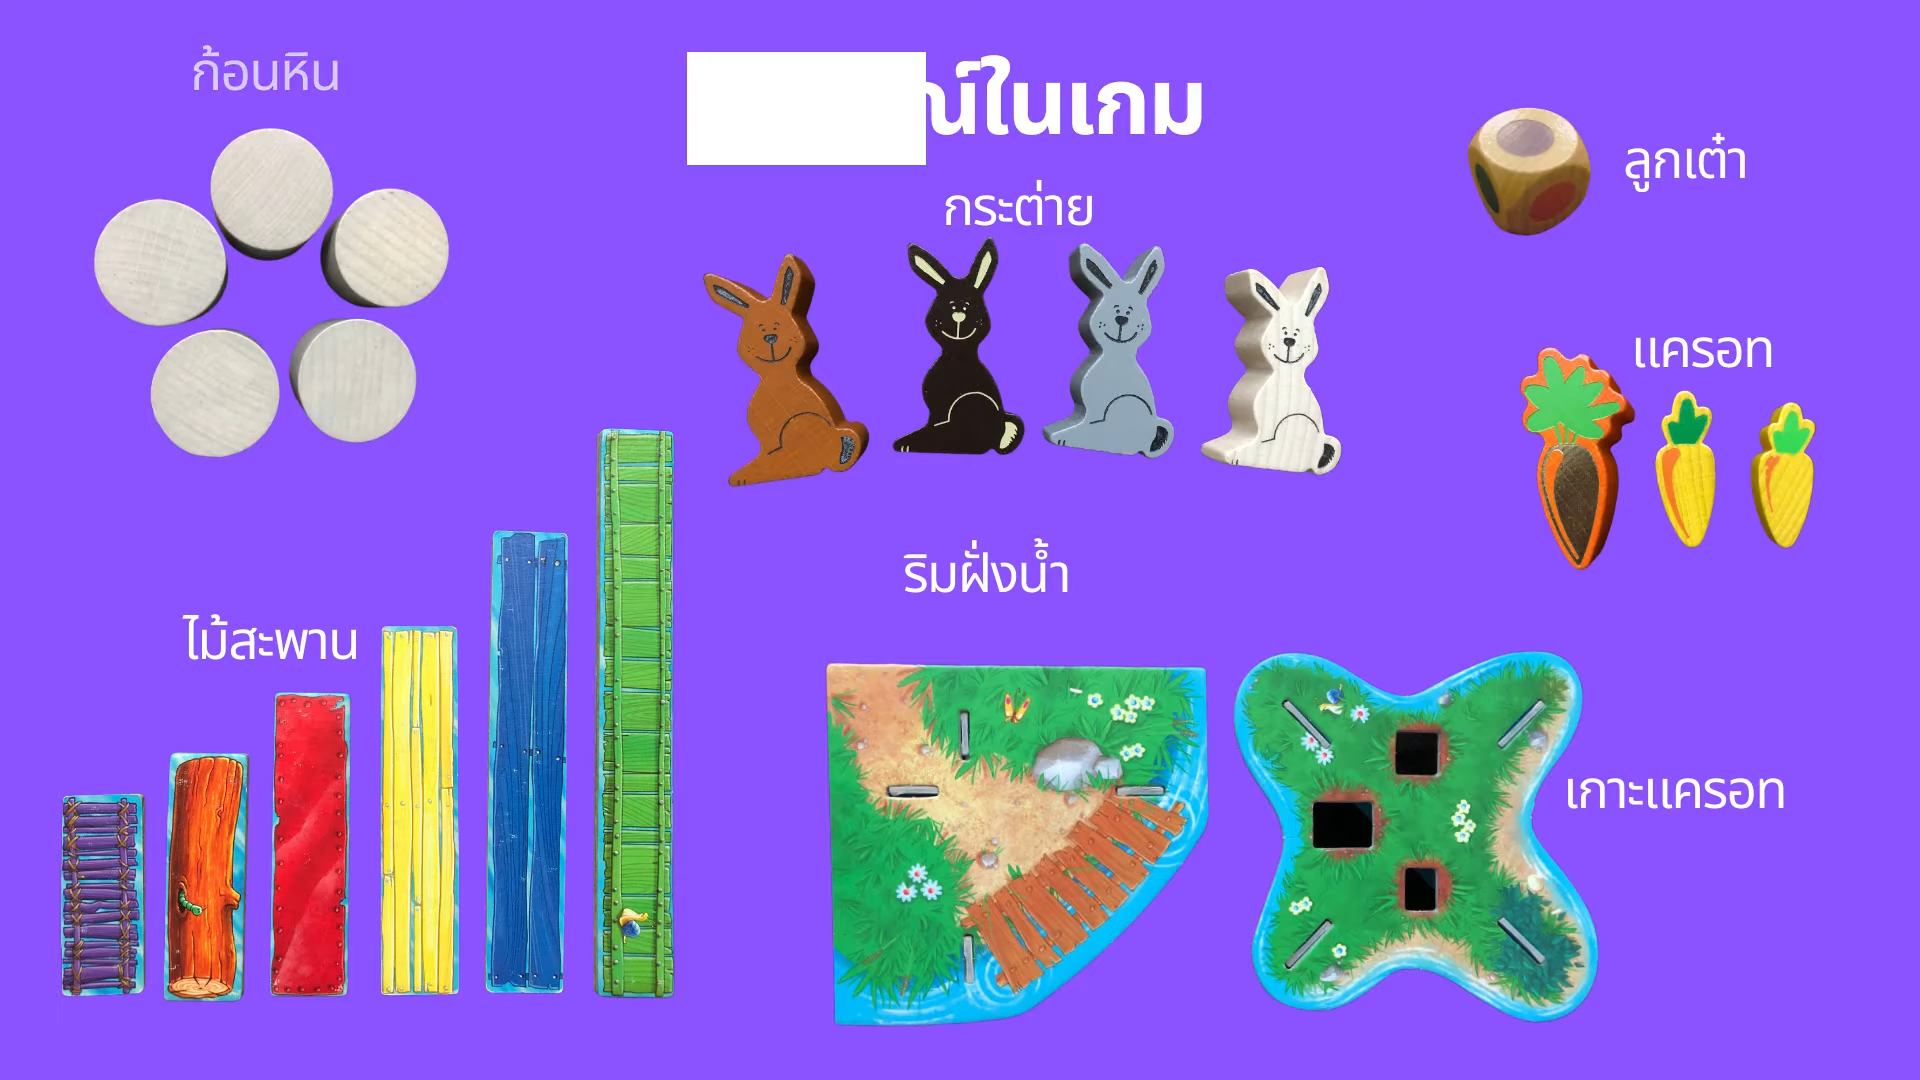 ก้อนหิน
ณ์ในเกม
ลูกเต๋า
กระต่าย
แครอท
ริมฝั่งน้ำ
ไม้สะพาน
เกาะแครอท